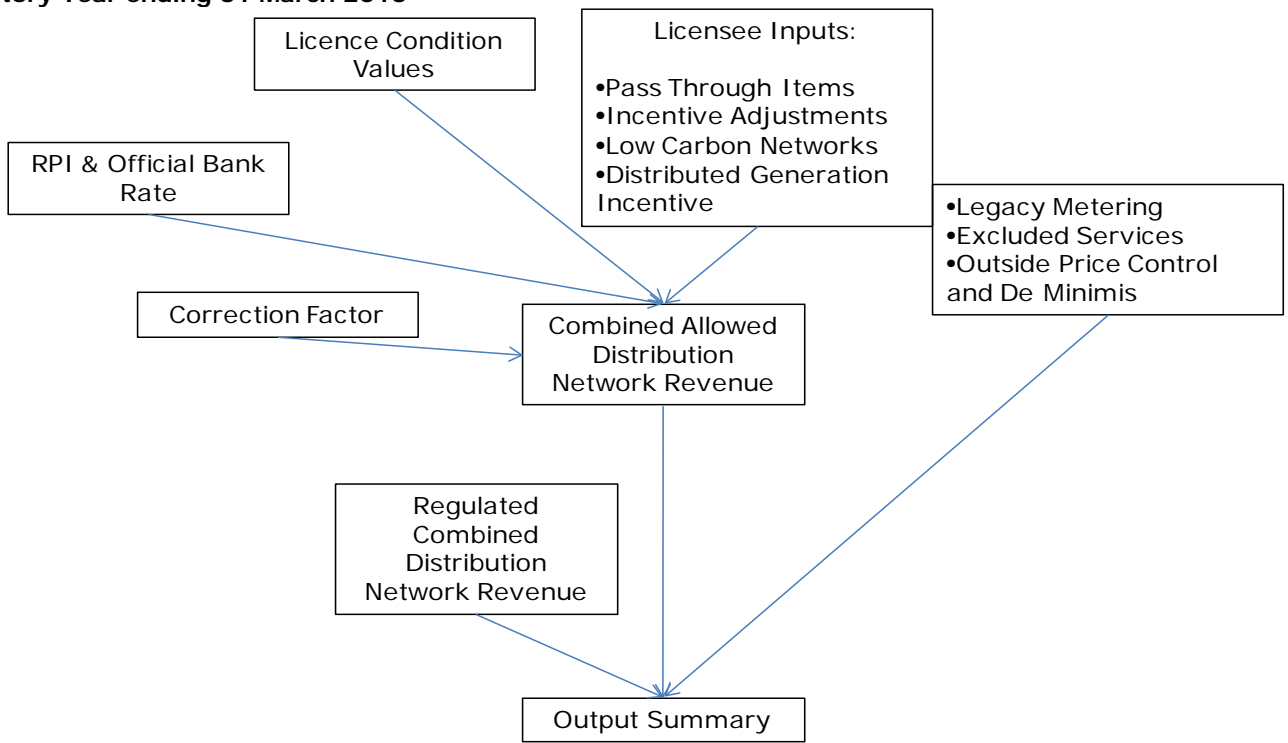 Year ending 31 March
Licence Condition
Values
Licensee Inputs:
•Pass Through Items
•Incentive Adjustments
•Low Carbon Networks
•Distributed Generation
Incentive
RPI & Official Bank
Rate
•Legacy Metering
•Excluded Services
•Outside Price Control
and De Minimis
Correction Factor
Combined Allowed
Distribution
Network Revenue
Regulated
Combined
Distribution
Network Revenue
Output Summary